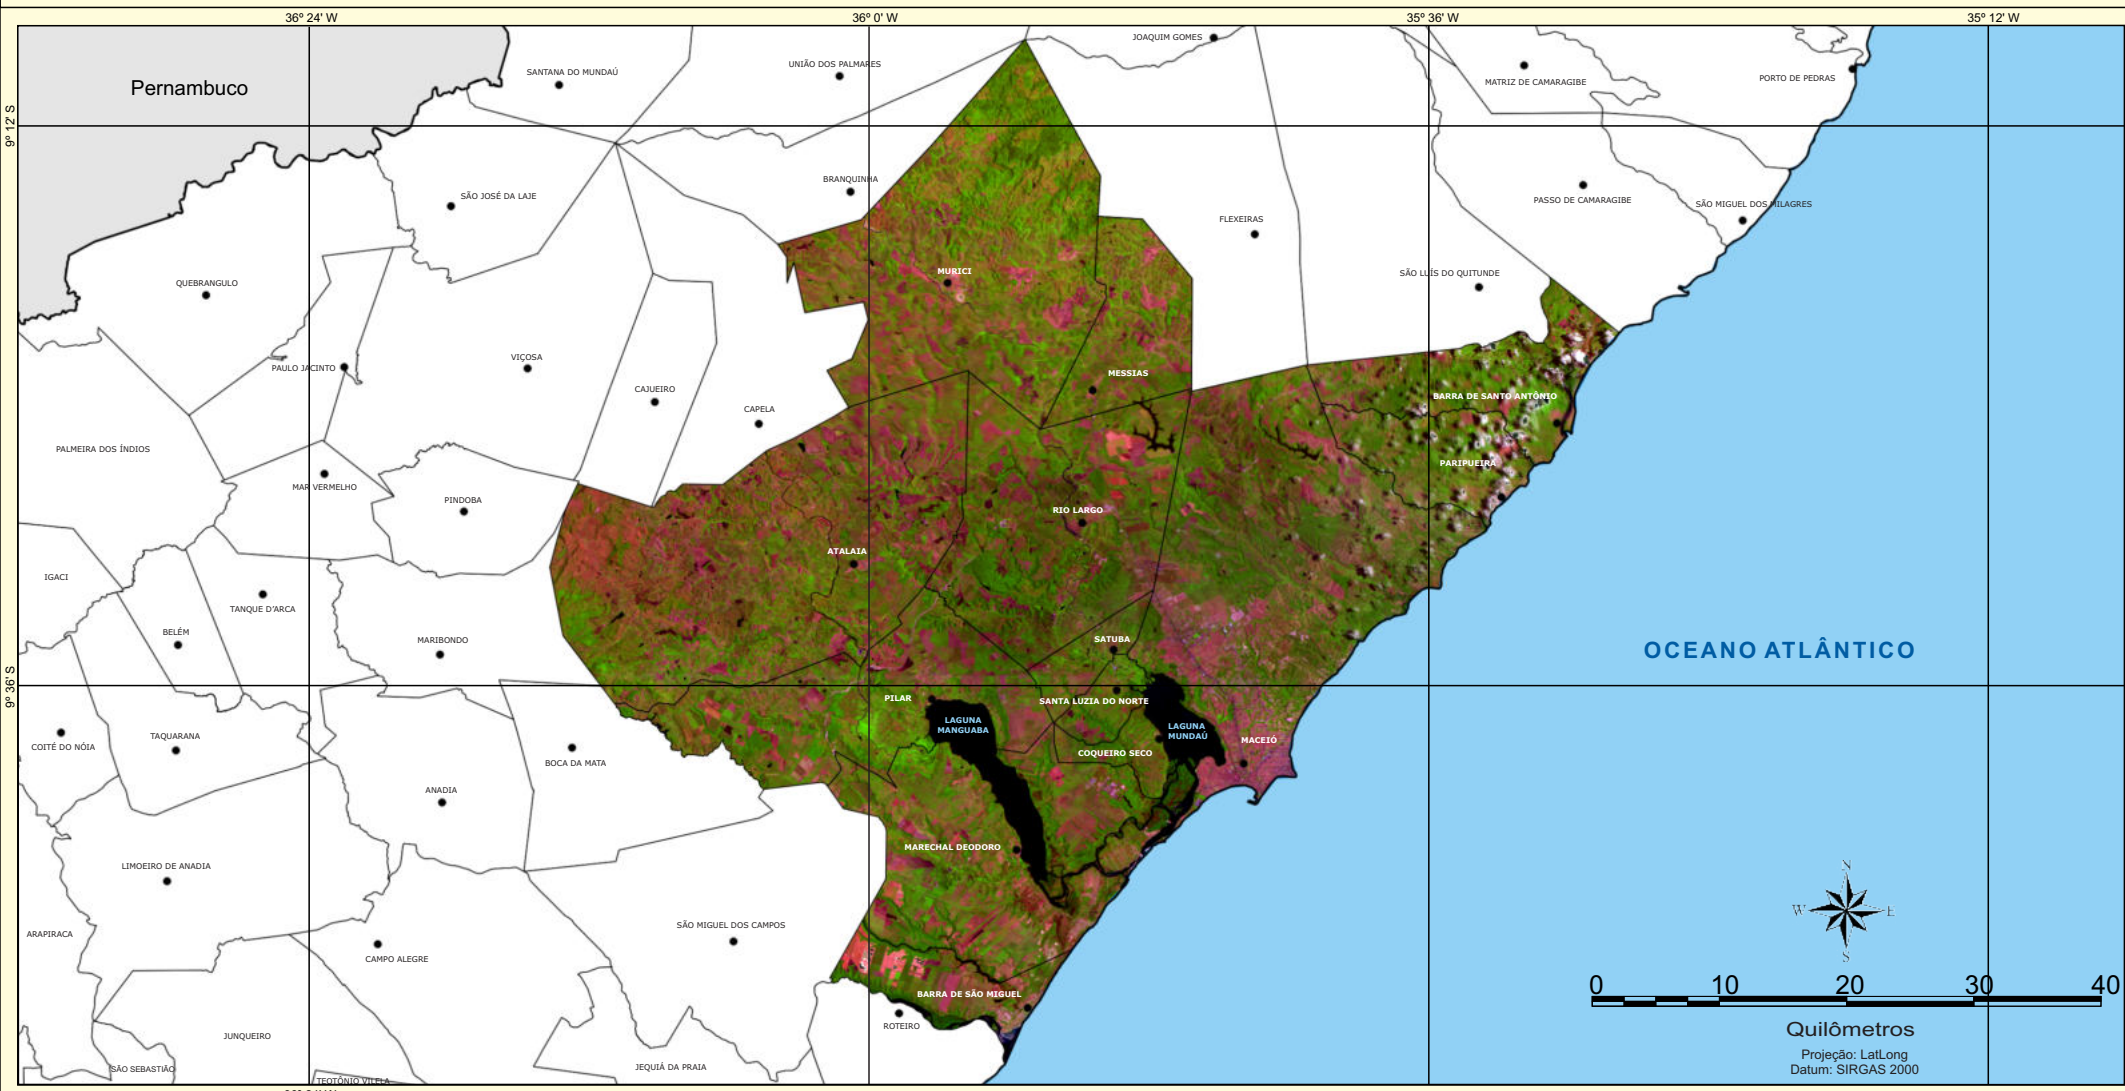 36º 24' W
36º 0' W
35º 36' W
35º 12' W
9º 12' S
9º 36' S
Pernambuco
SANTANA DO MUNDAÚ
UNIÃO DOS PALMARES
JOAQUIM GOMES
MATRIZ DE CAMARAGIBE
PORTO DE PEDRAS
SÃO JOSÉ DA LAJE
BRANQUINHA
FLEXEIRAS
PASSO DE CAMARAGIBE
SÃO MIGUEL DOS MILAGRES
QUEBRANGULO
MURICI
SÃO LUÍS DO QUITUNDE
PAULO JACINTO
VIÇOSA
CAJUEIRO
CAPELA
MESSIAS
BARRA DE SANTO ANTÔNIO
PALMEIRA DOS ÍNDIOS
MAR VERMELHO
PINDOBA
PARIPUEIRA
RIO LARGO
ATALAIA
IGACI
TANQUE D'ARCA
BELÉM
MARIBONDO
SATUBA
OCEANO ATLÂNTICO
PILAR
SANTA LUZIA DO NORTE
LAGUNA
MANGUABA
LAGUNA
MUNDAÚ
MACEIÓ
COITÉ DO NÓIA
TAQUARANA
BOCA DA MATA
COQUEIRO SECO
ANADIA
MARECHAL DEODORO
LIMOEIRO DE ANADIA
ARAPIRACA
CAMPO ALEGRE
SÃO MIGUEL DOS CAMPOS
BARRA DE SÃO MIGUEL
ROTEIRO
JUNQUEIRO
SÃO SEBASTIÃO
TEOTÔNIO VILELA
JEQUIÁ DA PRAIA
N
W
E
S
0 10 20 30 40
Quilômetros
Projeção: LatLong
Datum: SIRGAS 2000